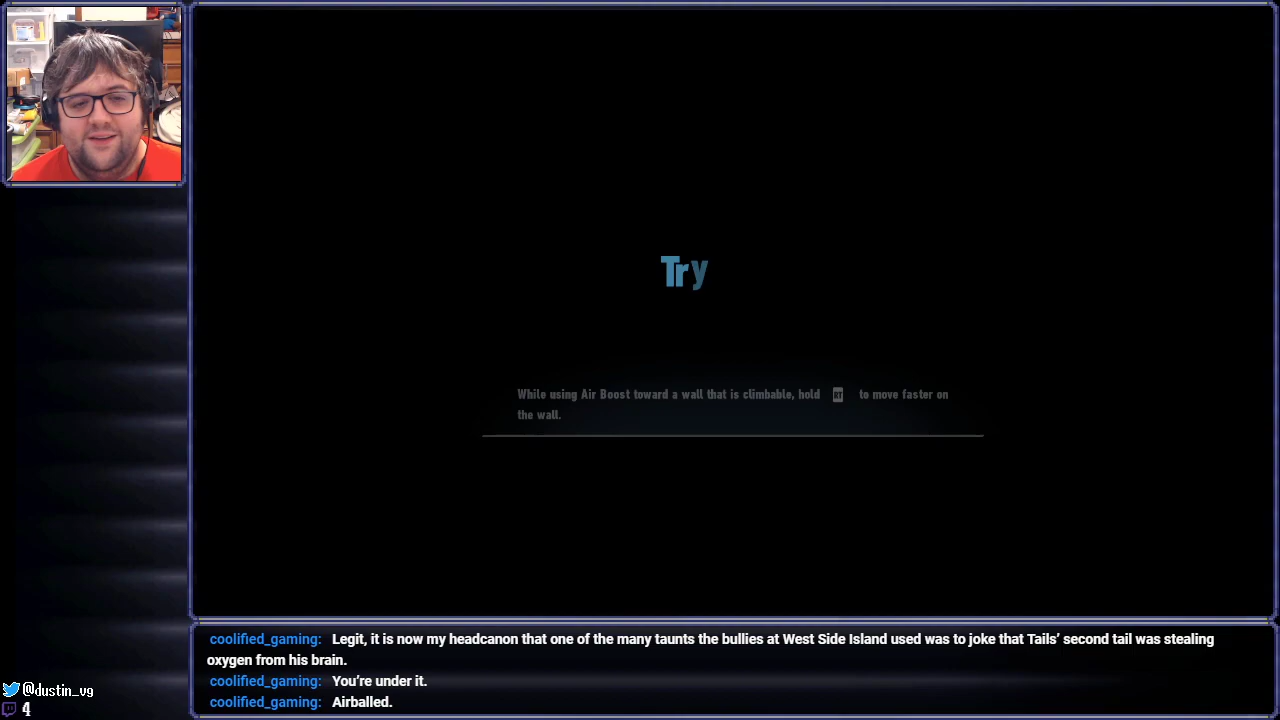 Try
While using Air Boost toward a wall that is climbable, hold RT to move faster on
the wall.
coolified_gaming: Legit, it is now my headcanon that one of the many taunts the bullies at West Side Island used was to joke that Tails’ second tail was stealing
oxygen from his brain.
coolified_gaming: You’re under it.
coolified_gaming: Airballed.
@dustin_vg
4